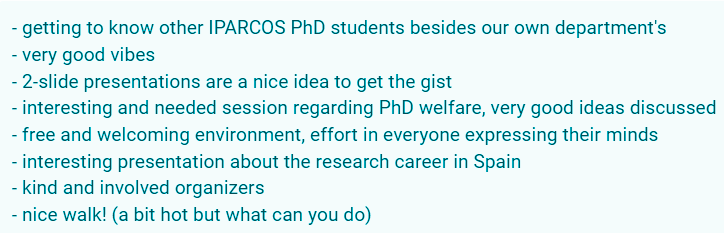 - getting to know other IPARCOS PhD students besides our own department's
- very good vibes
- 2-slide presentations are a nice idea to get the gist
- interesting and needed session regarding PhD welfare, very good ideas discussed
- free and welcoming environment, effort in everyone expressing their minds
- interesting presentation about the research career in Spain
- kind and involved organizers
- nice walk! (a bit hot but what can you do)